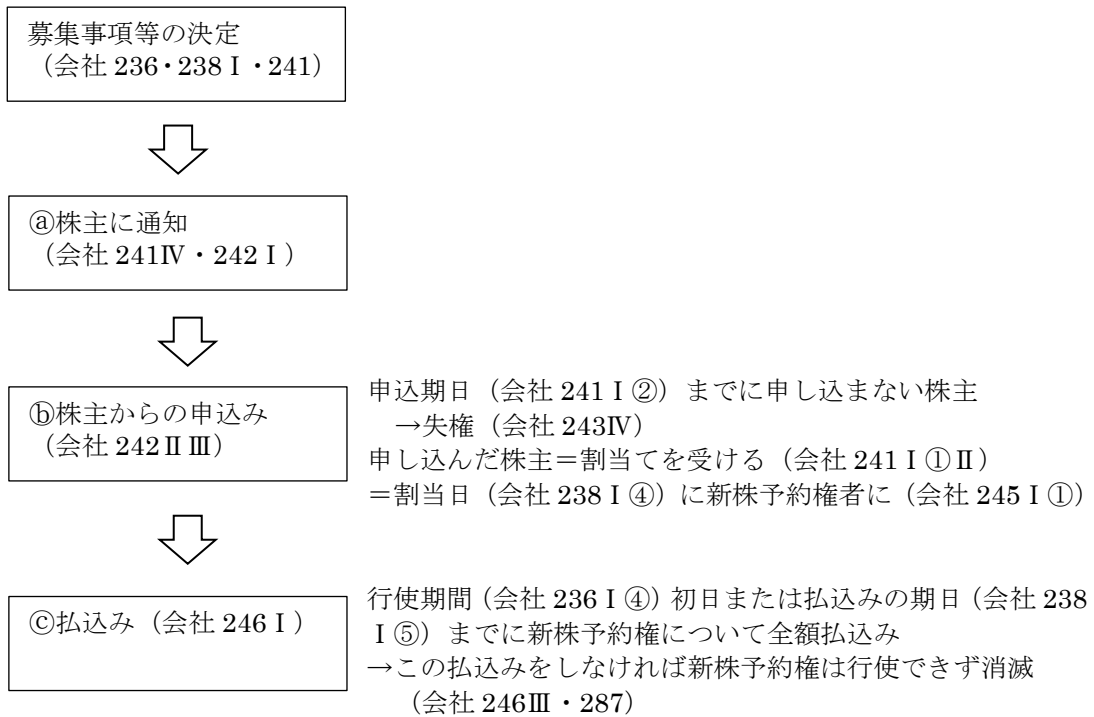 募集事項等の決定
（会社 236・238Ⅰ・241）
ⓐ株主に通知
（会社 241Ⅳ・242Ⅰ）
ⓑ株主からの申込み
（会社 242ⅡⅢ）
申込期日（会社 241Ⅰ②）までに申し込まない株主
→失権（会社 243Ⅳ）
申し込んだ株主＝割当てを受ける（会社 241Ⅰ①Ⅱ）
＝割当日（会社 238Ⅰ④）に新株予約権者に（会社 245Ⅰ①）
ⓒ払込み（会社 246Ⅰ）
行使期間（会社 236Ⅰ④）初日または払込みの期日（会社 238
Ⅰ⑤）までに新株予約権について全額払込み
→この払込みをしなければ新株予約権は行使できず消滅
（会社 246Ⅲ・287）